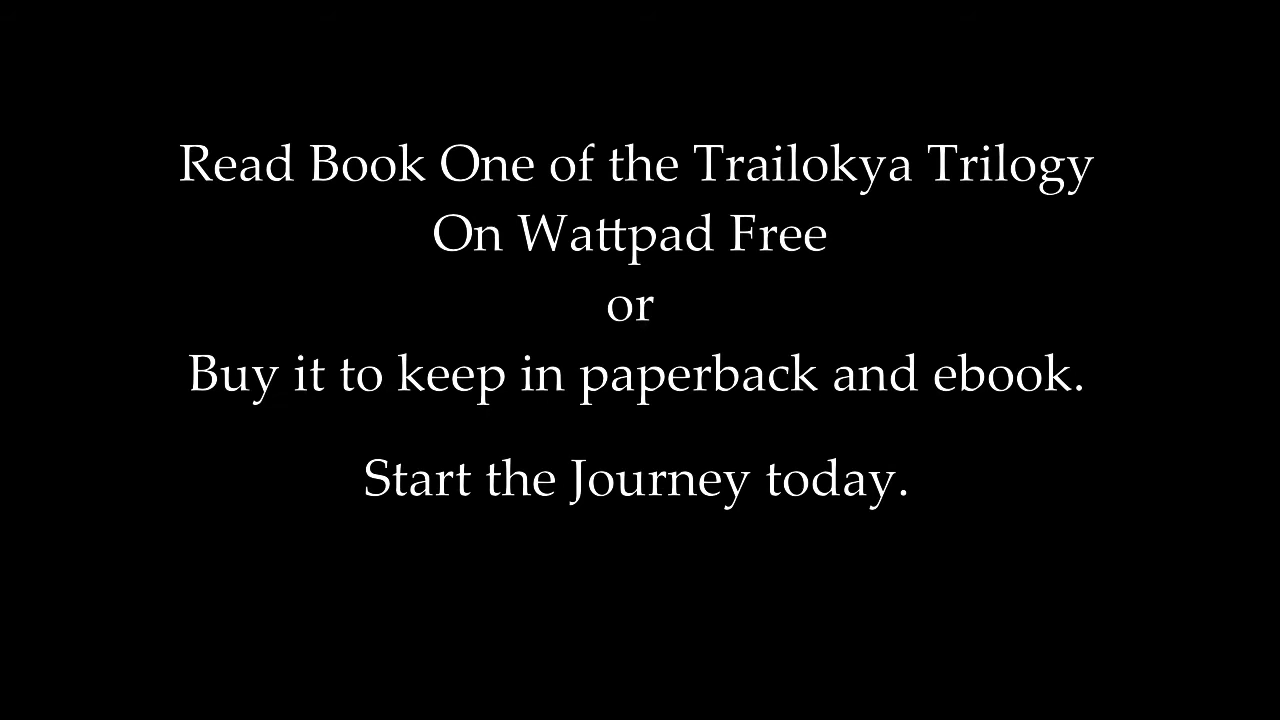 Read Book One of the Trailokya Trilogy
On Wattpad Free
or
Buy it to keep in paperback and ebook.
Start the Journey today.